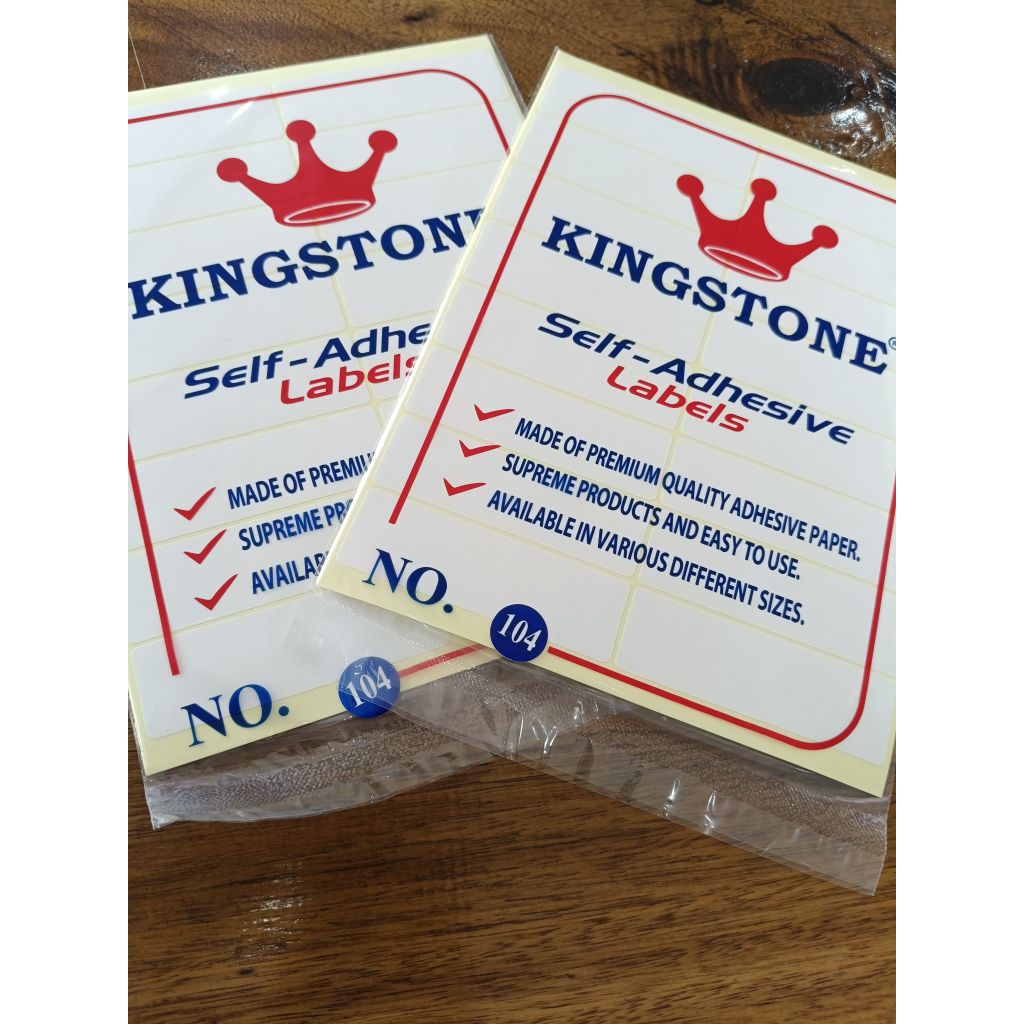 KINGSTONE
Self-Adhe
Labels
MADE OF PREMIU
SUPREME PRO
AVAILAB
NO. 104
KINGSTONE®
Self-Adhesive
Labels
MADE OF PREMIUM QUALITY ADHESIVE PAPER.
SUPREME PRODUCTS AND EASY TO USE.
AVAILABLE IN VARIOUS DIFFERENT SIZES.
NO. 104